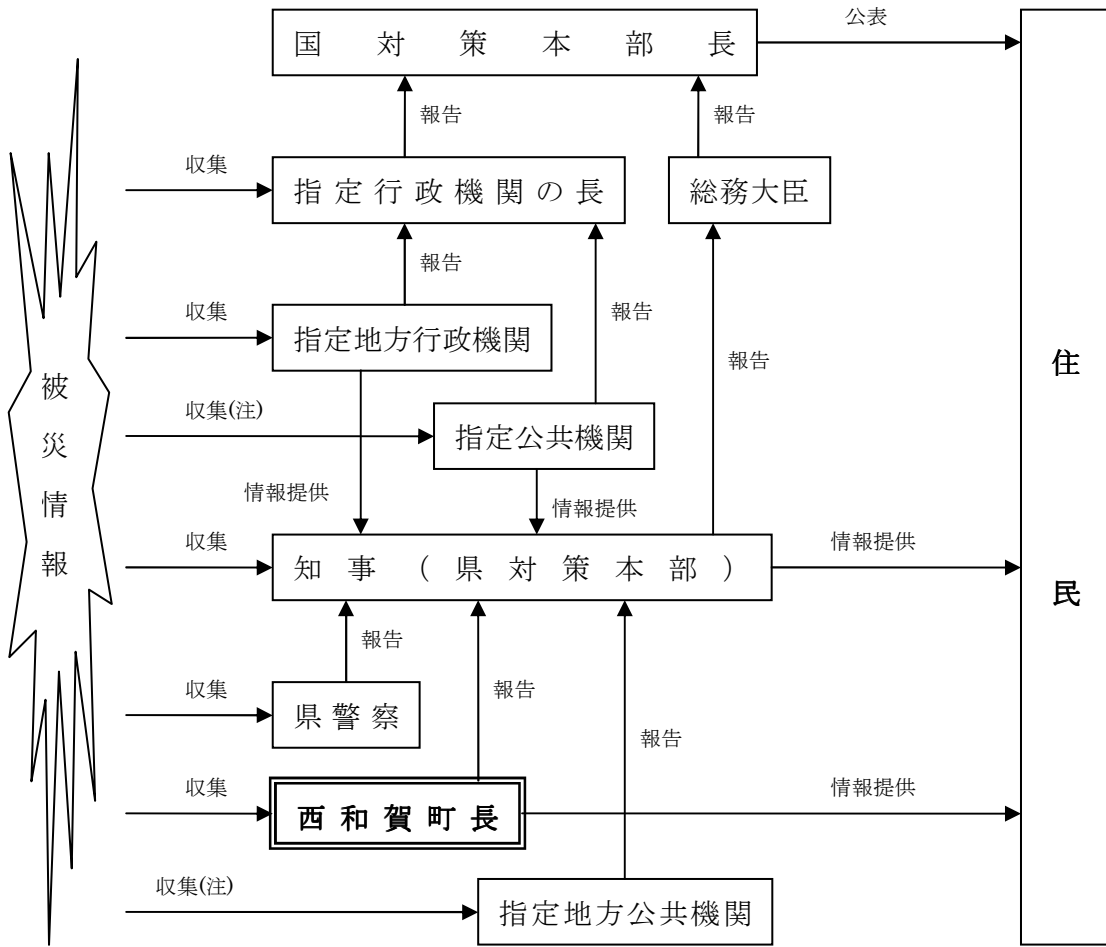 公表
国対策本部長
報告
報告
収集
指定行政機関の長
総務大臣
報告
収集
報告
指定地方行政機関
報告
住民
被災情報
収集(注)
指定公共機関
情報提供
情報提供
収集
情報提供
知事(県対策本部)
報告
収集
報告
県警察
報告
収集
情報提供
西和賀町長
収集(注)
指定地方公共機関